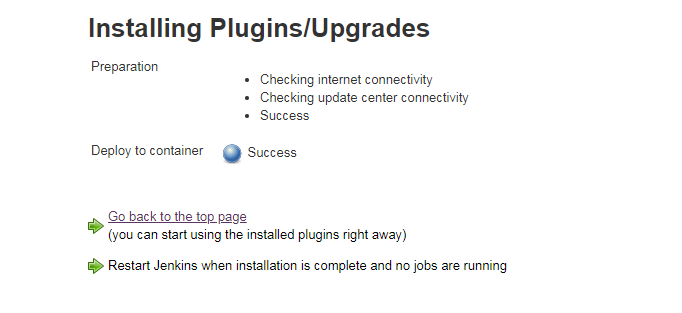 Installing Plugins/Upgrades
Preparation
Checking internet connectivity
Checking update center connectivity
Success
Deploy to container Success
Go back to the top page
(you can start using the installed plugins right away)
Restart Jenkins when installation is complete and no jobs are running